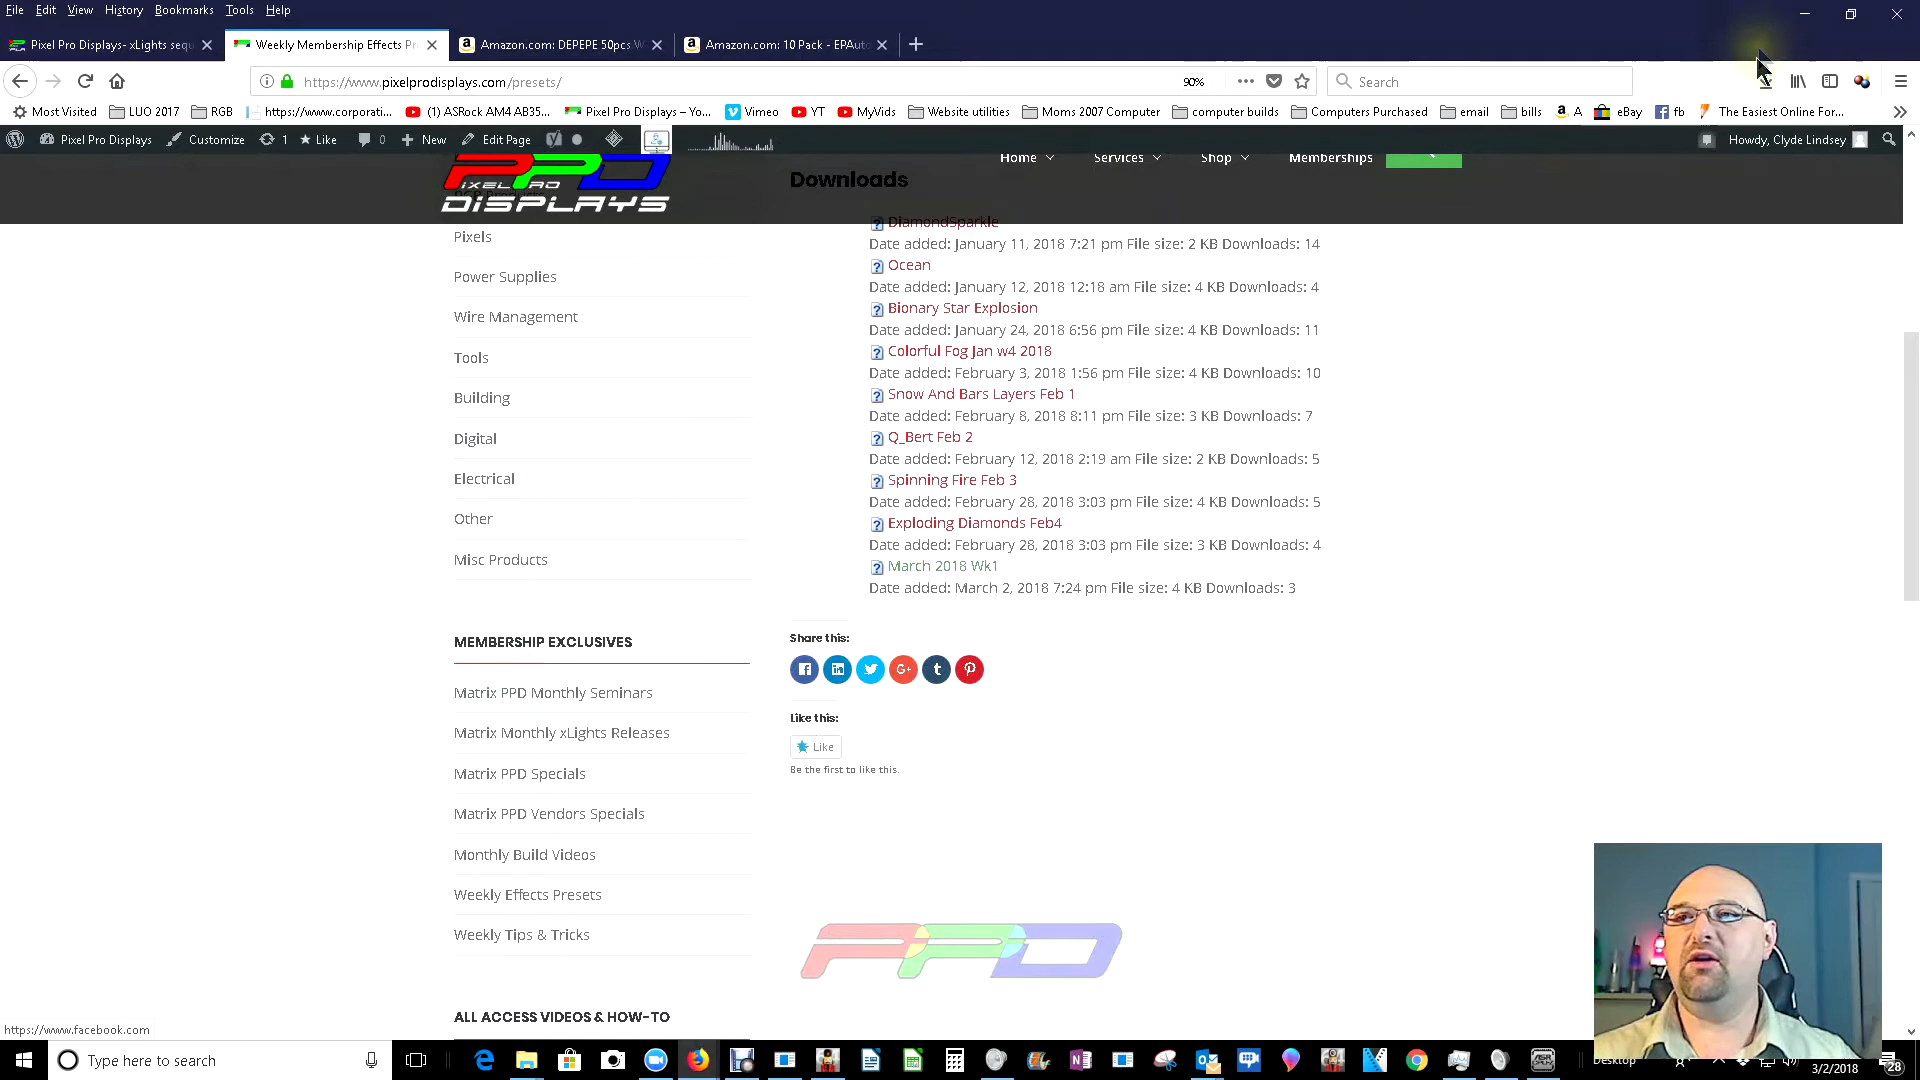 File Edit View History Bookmarks Tools Help
Pixel Pro Displays- xLights sequ
Weekly Membership Effects Pr
Amazon.com: DEPEPE 50pcs W
Amazon.com: 10 Pack - EPAuto
https://www.pixelprodisplays.com/presets/
90%
Search
Most Visited LUO 2017 RGB https://www.corporati... (1) ASRock AM4 AB35... Pixel Pro Displays – Yo... Vimeo YT MyVids Website utilities Moms 2007 Computer computer builds Computers Purchased email bills A eBay fb The Easiest Online For...
Pixel Pro Displays Customize 1 Like 0 New Edit Page Howdy, Clyde Lindsey
Home Services Shop Memberships
PIXEL PRO
DISPLAYS
Downloads
DiamondSparkle
Date added: January 11, 2018 7:21 pm File size: 2 KB Downloads: 14
Ocean
Date added: January 12, 2018 12:18 am File size: 4 KB Downloads: 4
Bionary Star Explosion
Date added: January 24, 2018 6:56 pm File size: 4 KB Downloads: 11
Colorful Fog Jan w4 2018
Date added: February 3, 2018 1:56 pm File size: 4 KB Downloads: 10
Snow And Bars Layers Feb 1
Date added: February 8, 2018 8:11 pm File size: 3 KB Downloads: 7
Q_Bert Feb 2
Date added: February 12, 2018 2:19 am File size: 2 KB Downloads: 5
Spinning Fire Feb 3
Date added: February 28, 2018 3:03 pm File size: 4 KB Downloads: 5
Exploding Diamonds Feb4
Date added: February 28, 2018 3:03 pm File size: 3 KB Downloads: 4
March 2018 Wk1
Date added: March 2, 2018 7:24 pm File size: 4 KB Downloads: 3
Pixels
Power Supplies
Wire Management
Tools
Building
Digital
Electrical
Other
Misc Products
MEMBERSHIP EXCLUSIVES
Matrix PPD Monthly Seminars
Matrix Monthly xLights Releases
Matrix PPD Specials
Matrix PPD Vendors Specials
Monthly Build Videos
Weekly Effects Presets
Weekly Tips & Tricks
ALL ACCESS VIDEOS & HOW-TO
Share this:
Like this:
Like
Be the first to like this.
PPD
https://www.facebook.com
Type here to search
Desktop
3/2/2018
28